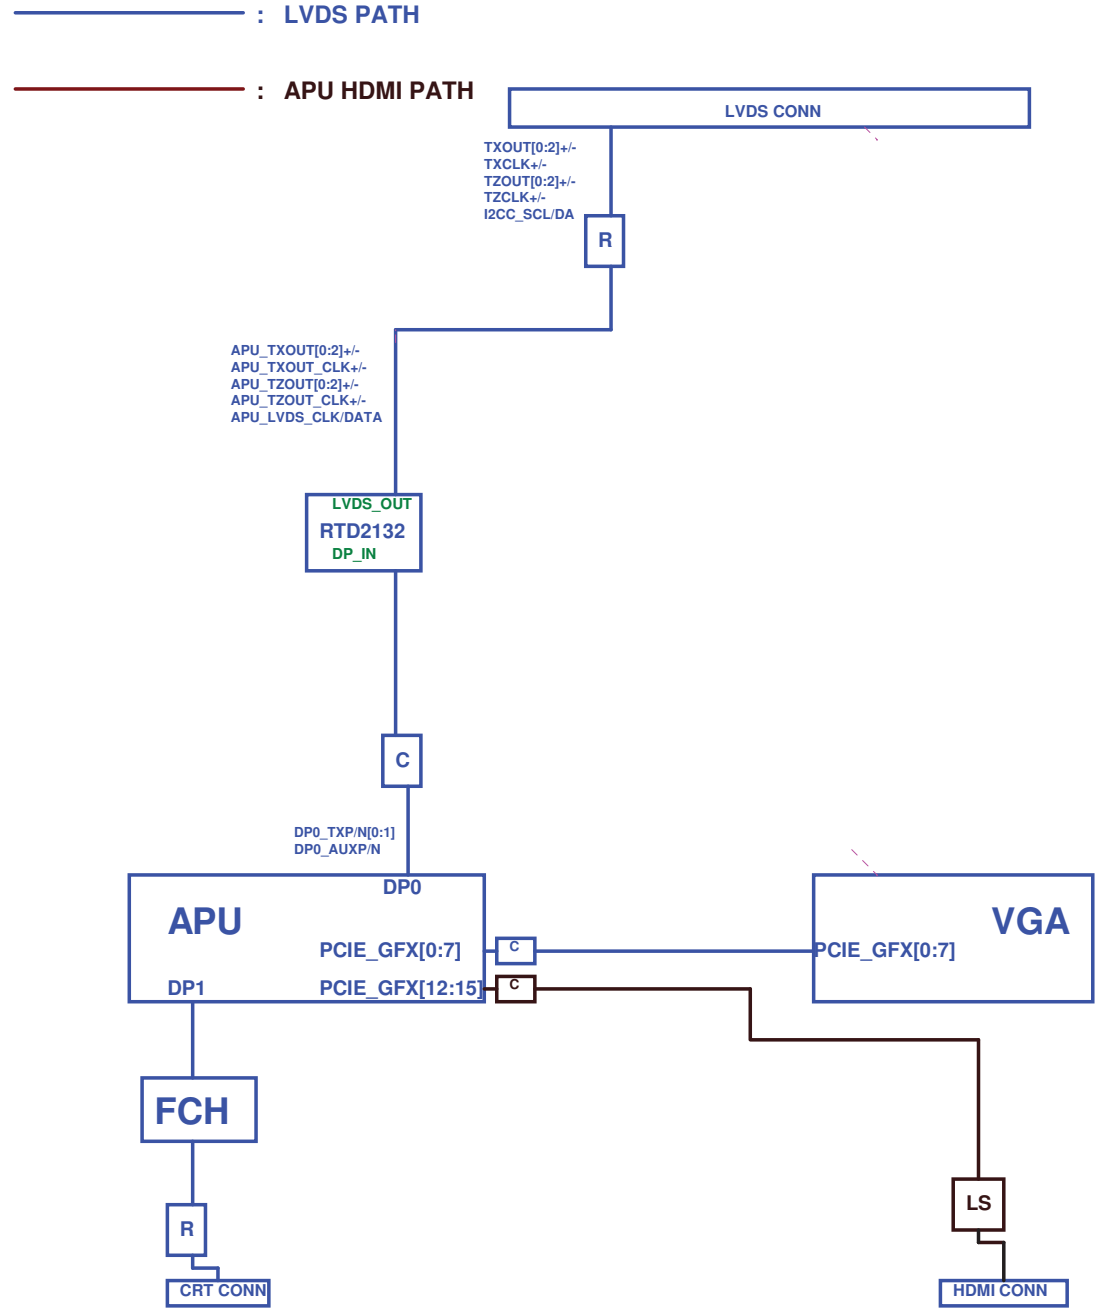 : LVDS PATH
: APU HDMI PATH
LVDS CONN
TXOUT[0:2]+/-
TXCLK+/-
TZOUT[0:2]+/-
TZCLK+/-
I2CC_SCL/DA
R
APU_TXOUT[0:2]+/-
APU_TXOUT_CLK+/-
APU_TZOUT[0:2]+/-
APU_TZOUT_CLK+/-
APU_LVDS_CLK/DATA
LVDS_OUT
RTD2132
DP_IN
C
DP0_TXP/N[0:1]
DP0_AUXP/N
DP0
APU
VGA
PCIE_GFX[0:7]
C
PCIE_GFX[0:7]
DP1
PCIE_GFX[12:15]
C
FCH
LS
R
CRT CONN
HDMI CONN